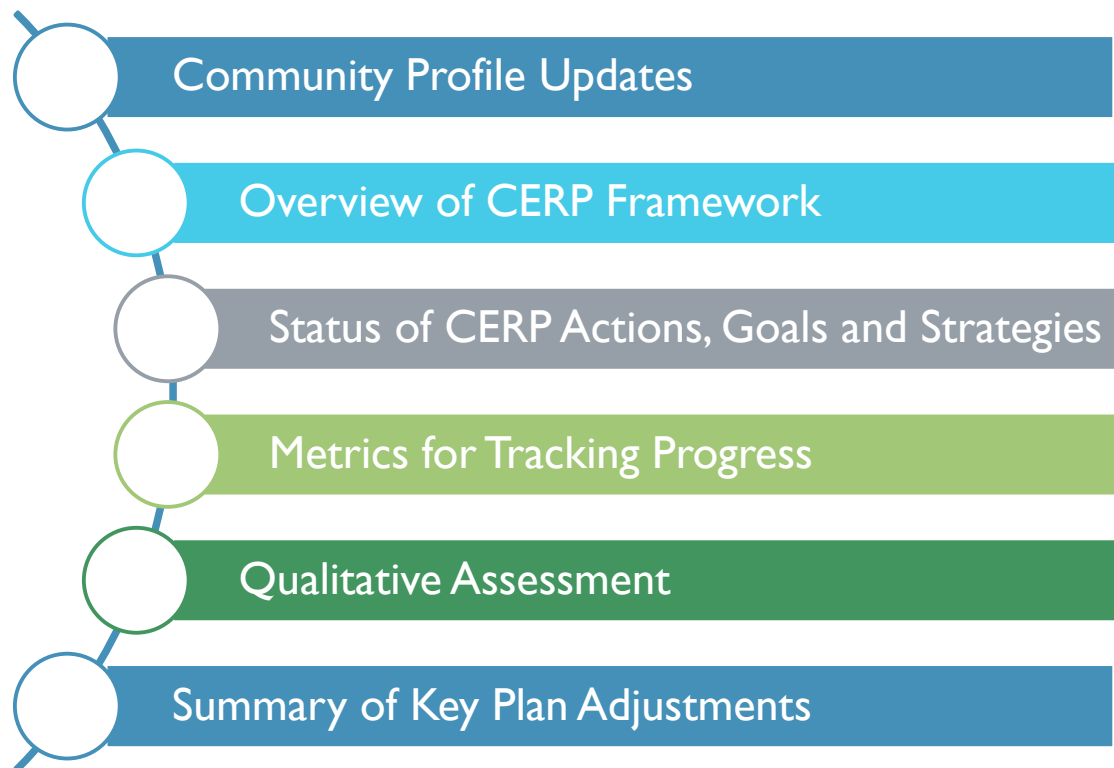 Community Profile Updates
Overview of CERP Framework
Status of CERP Actions, Goals and Strategies
Metrics for Tracking Progress
Qualitative Assessment
Summary of Key Plan Adjustments